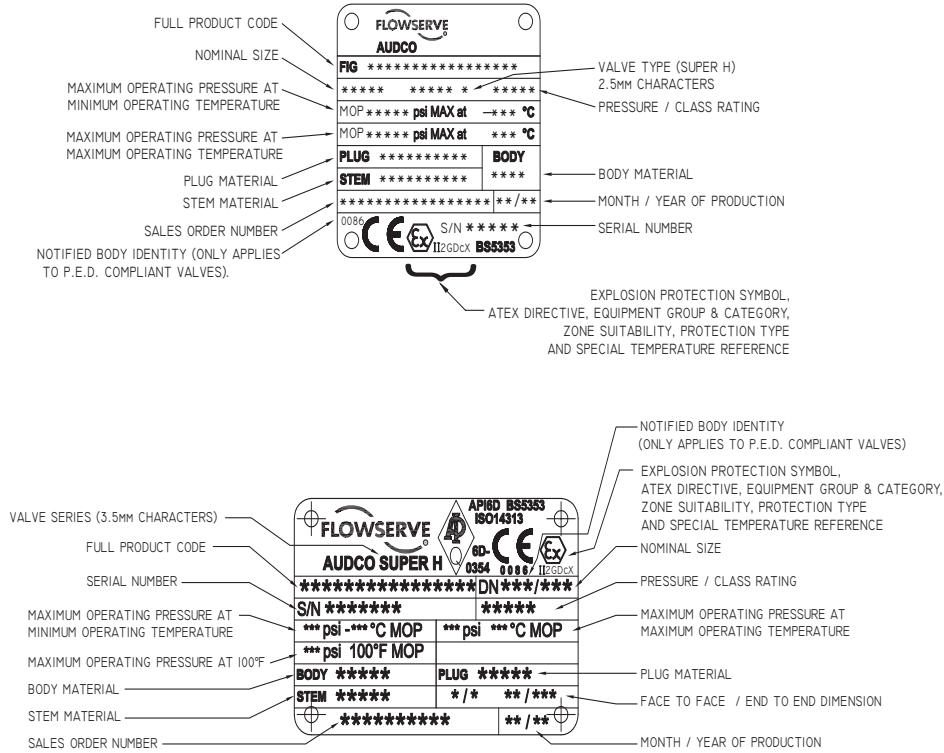 FULL PRODUCT CODE
NOMINAL SIZE
MAXIMUM OPERATING PRESSURE AT
MINIMUM OPERATING TEMPERATURE
MAXIMUM OPERATING PRESSURE AT
MAXIMUM OPERATING TEMPERATURE
PLUG MATERIAL
STEM MATERIAL
SALES ORDER NUMBER
NOTIFIED BODY IDENTITY (ONLY APPLIES
TO P.E.D. COMPLIANT VALVES).
FLOWSERVE
AUDCO
FIG *****************
***** ***** * *****
MOP ***** psi MAX at -*** °C
MOP ***** psi MAX at *** °C
PLUG ********** BODY
STEM ********** ****
***************** **/**
0086 CE Ex II2GDcX S/N ***** BS5353
VALVE TYPE (SUPER H)
2.5MM CHARACTERS
PRESSURE / CLASS RATING
BODY MATERIAL
MONTH / YEAR OF PRODUCTION
SERIAL NUMBER
EXPLOSION PROTECTION SYMBOL,
ATEX DIRECTIVE, EQUIPMENT GROUP & CATEGORY,
ZONE SUITABILITY, PROTECTION TYPE
AND SPECIAL TEMPERATURE REFERENCE
VALVE SERIES (3.5MM CHARACTERS)
FULL PRODUCT CODE
SERIAL NUMBER
MAXIMUM OPERATING PRESSURE AT
MINIMUM OPERATING TEMPERATURE
MAXIMUM OPERATING PRESSURE AT 100°F
BODY MATERIAL
STEM MATERIAL
SALES ORDER NUMBER
FLOWSERVE
AUDCO SUPER H
API6D BS5353
ISO14313
6D-
0354 CE 0086 Ex II2GDcX
**************** DN***/***
S/N ******* *****
*** psi -*** °C MOP *** psi *** °C MOP
*** psi 100°F MOP
BODY ***** PLUG *****
STEM ***** */* **/***
********** **/**
NOTIFIED BODY IDENTITY
(ONLY APPLIES TO P.E.D. COMPLIANT VALVES)
EXPLOSION PROTECTION SYMBOL,
ATEX DIRECTIVE, EQUIPMENT GROUP & CATEGORY,
ZONE SUITABILITY, PROTECTION TYPE
AND SPECIAL TEMPERATURE REFERENCE
NOMINAL SIZE
PRESSURE / CLASS RATING
MAXIMUM OPERATING PRESSURE AT
MAXIMUM OPERATING TEMPERATURE
PLUG MATERIAL
FACE TO FACE / END TO END DIMENSION
MONTH / YEAR OF PRODUCTION